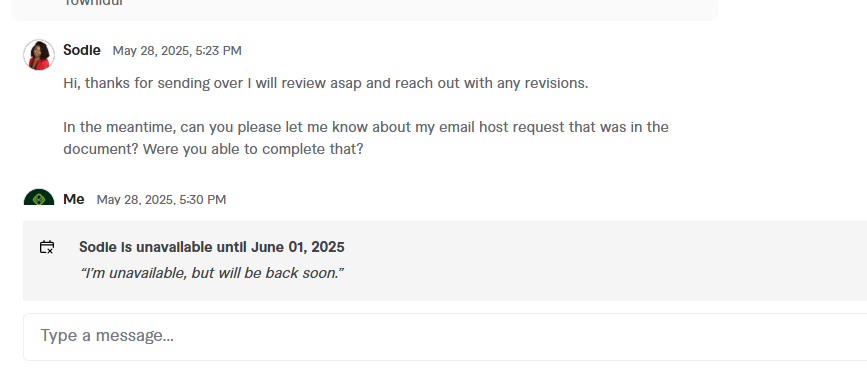 Townidul
Sodie May 28, 2025, 5:23 PM
Hi, thanks for sending over I will review asap and reach out with any revisions.
In the meantime, can you please let me know about my email host request that was in the
document? Were you able to complete that?
Me May 28, 2025, 5:30 PM
Sodie is unavailable until June 01, 2025
“I’m unavailable, but will be back soon.”
Type a message...